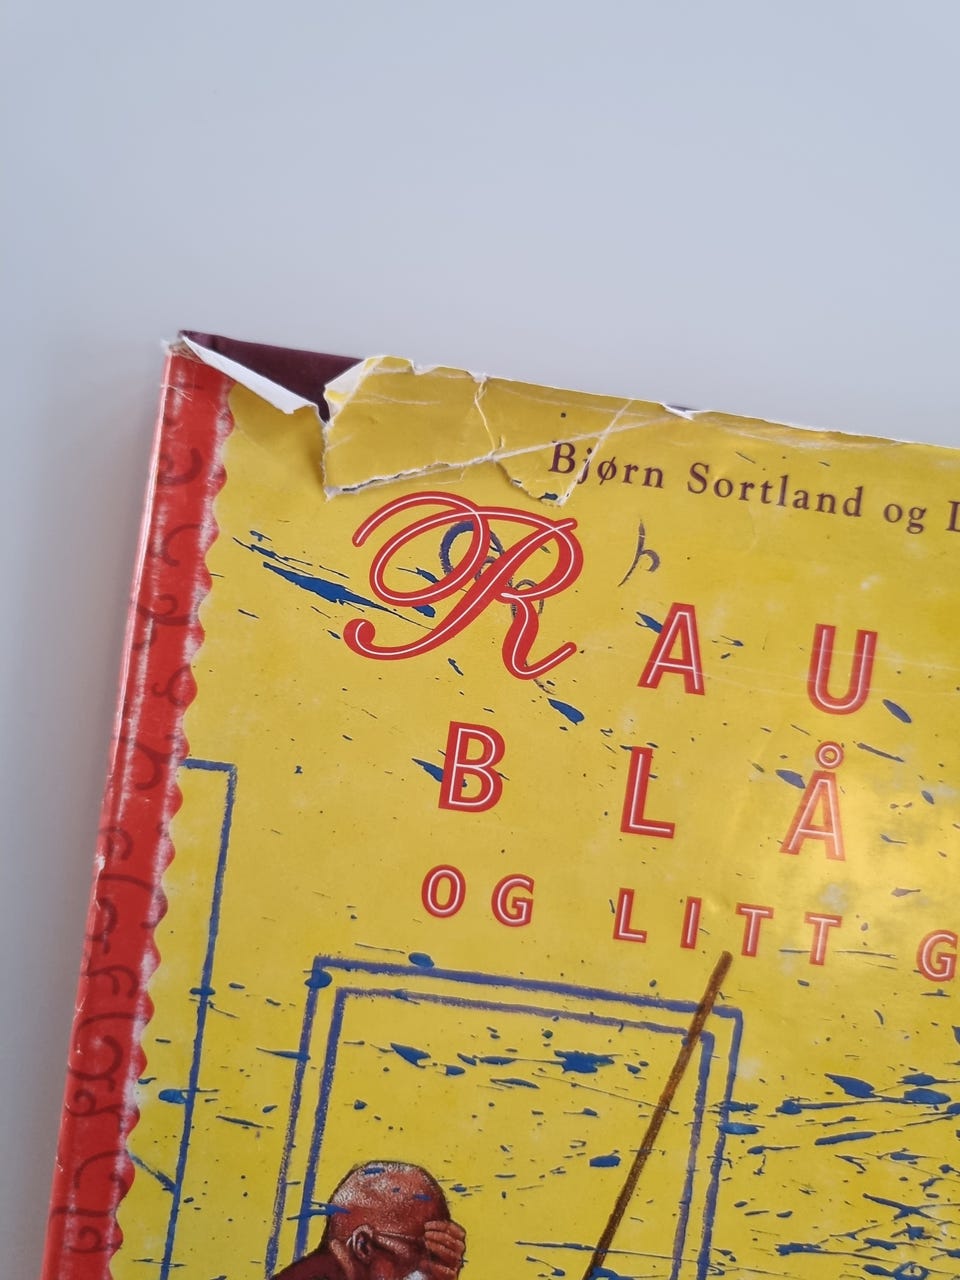 Bjørn Sortland og
RAU
BLÅ
OG LITT G